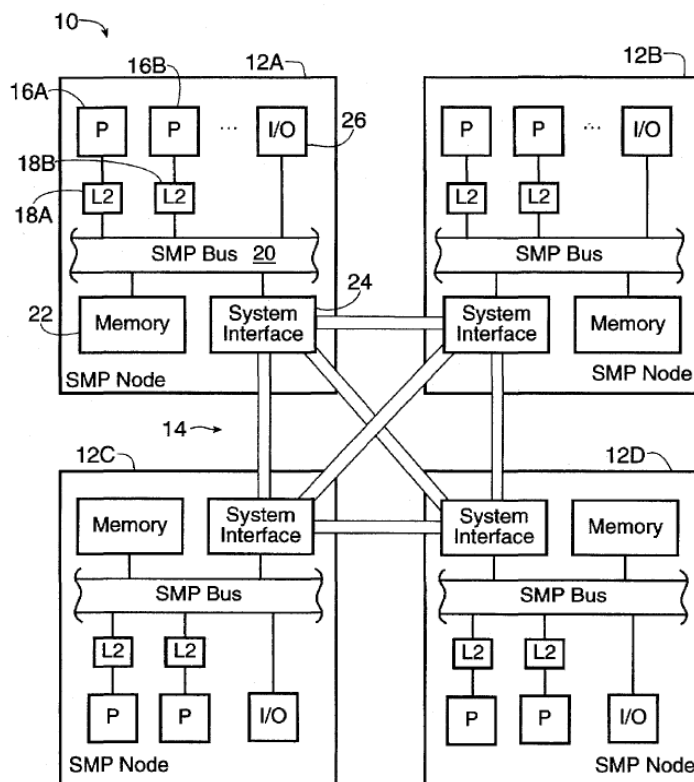 10
12A
16B
12B
16A
P
P
...
I/O
26
P
P
...
I/O
18B
18A
L2
L2
L2
L2
SMP Bus 20
SMP Bus
22
Memory
System
Interface
24
System
Interface
Memory
SMP Node
SMP Node
14
12C
12D
Memory
System
Interface
System
Interface
Memory
SMP Bus
SMP Bus
L2
L2
L2
L2
P
P
I/O
P
P
I/O
SMP Node
SMP Node